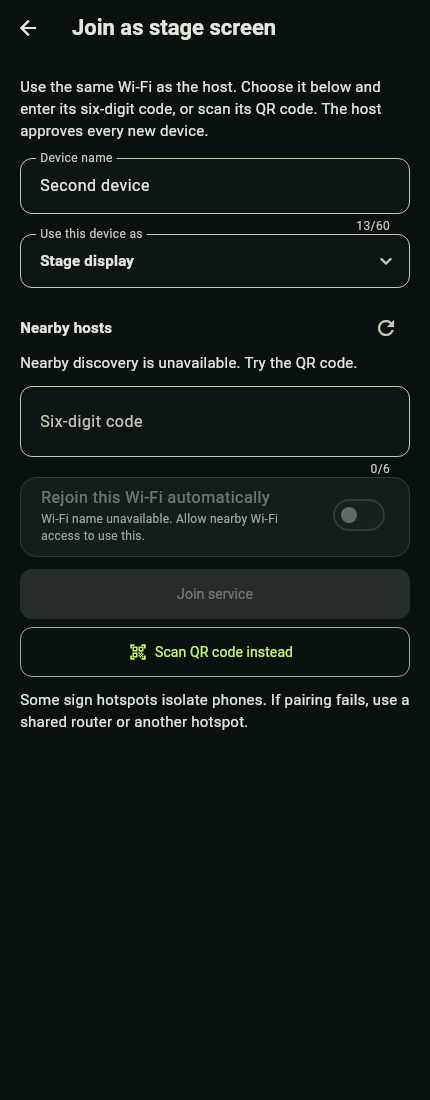 Join as stage screen
Use the same Wi-Fi as the host. Choose it below and
enter its six-digit code, or scan its QR code. The host
approves every new device.
Device name
Second device
13/60
Use this device as
Stage display
Nearby hosts
Nearby discovery is unavailable. Try the QR code.
Six-digit code
0/6
Rejoin this Wi-Fi automatically
Wi-Fi name unavailable. Allow nearby Wi-Fi
access to use this.
Join service
Scan QR code instead
Some sign hotspots isolate phones. If pairing fails, use a
shared router or another hotspot.